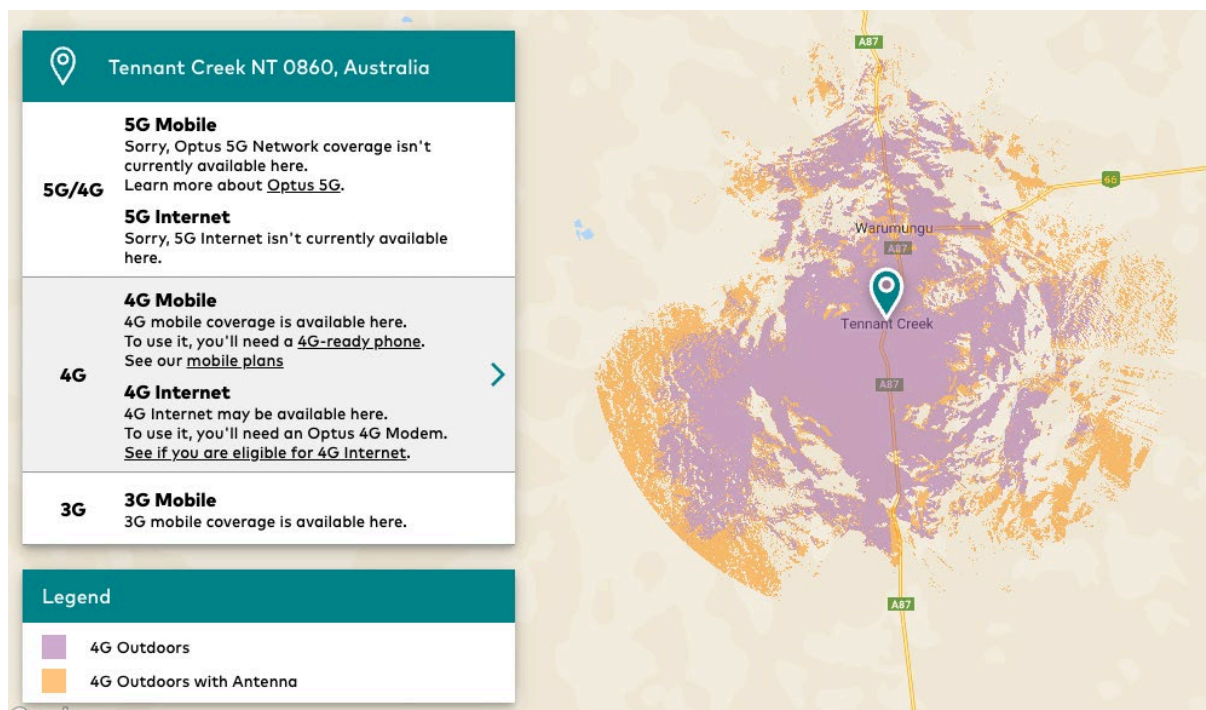 Tennant Creek NT 0860, Australia
5G/4G
5G Mobile
Sorry, Optus 5G Network coverage isn't
currently available here.
Learn more about Optus 5G.
5G Internet
Sorry, 5G Internet isn't currently available
here.
4G
4G Mobile
4G mobile coverage is available here.
To use it, you'll need a 4G-ready phone.
See our mobile plans
4G Internet
4G Internet may be available here.
To use it, you'll need an Optus 4G Modem.
See if you are eligible for 4G Internet.
3G
3G Mobile
3G mobile coverage is available here.
Legend
4G Outdoors
4G Outdoors with Antenna
A87
66
Warumungu
A87
Tennant Creek
A87
A87